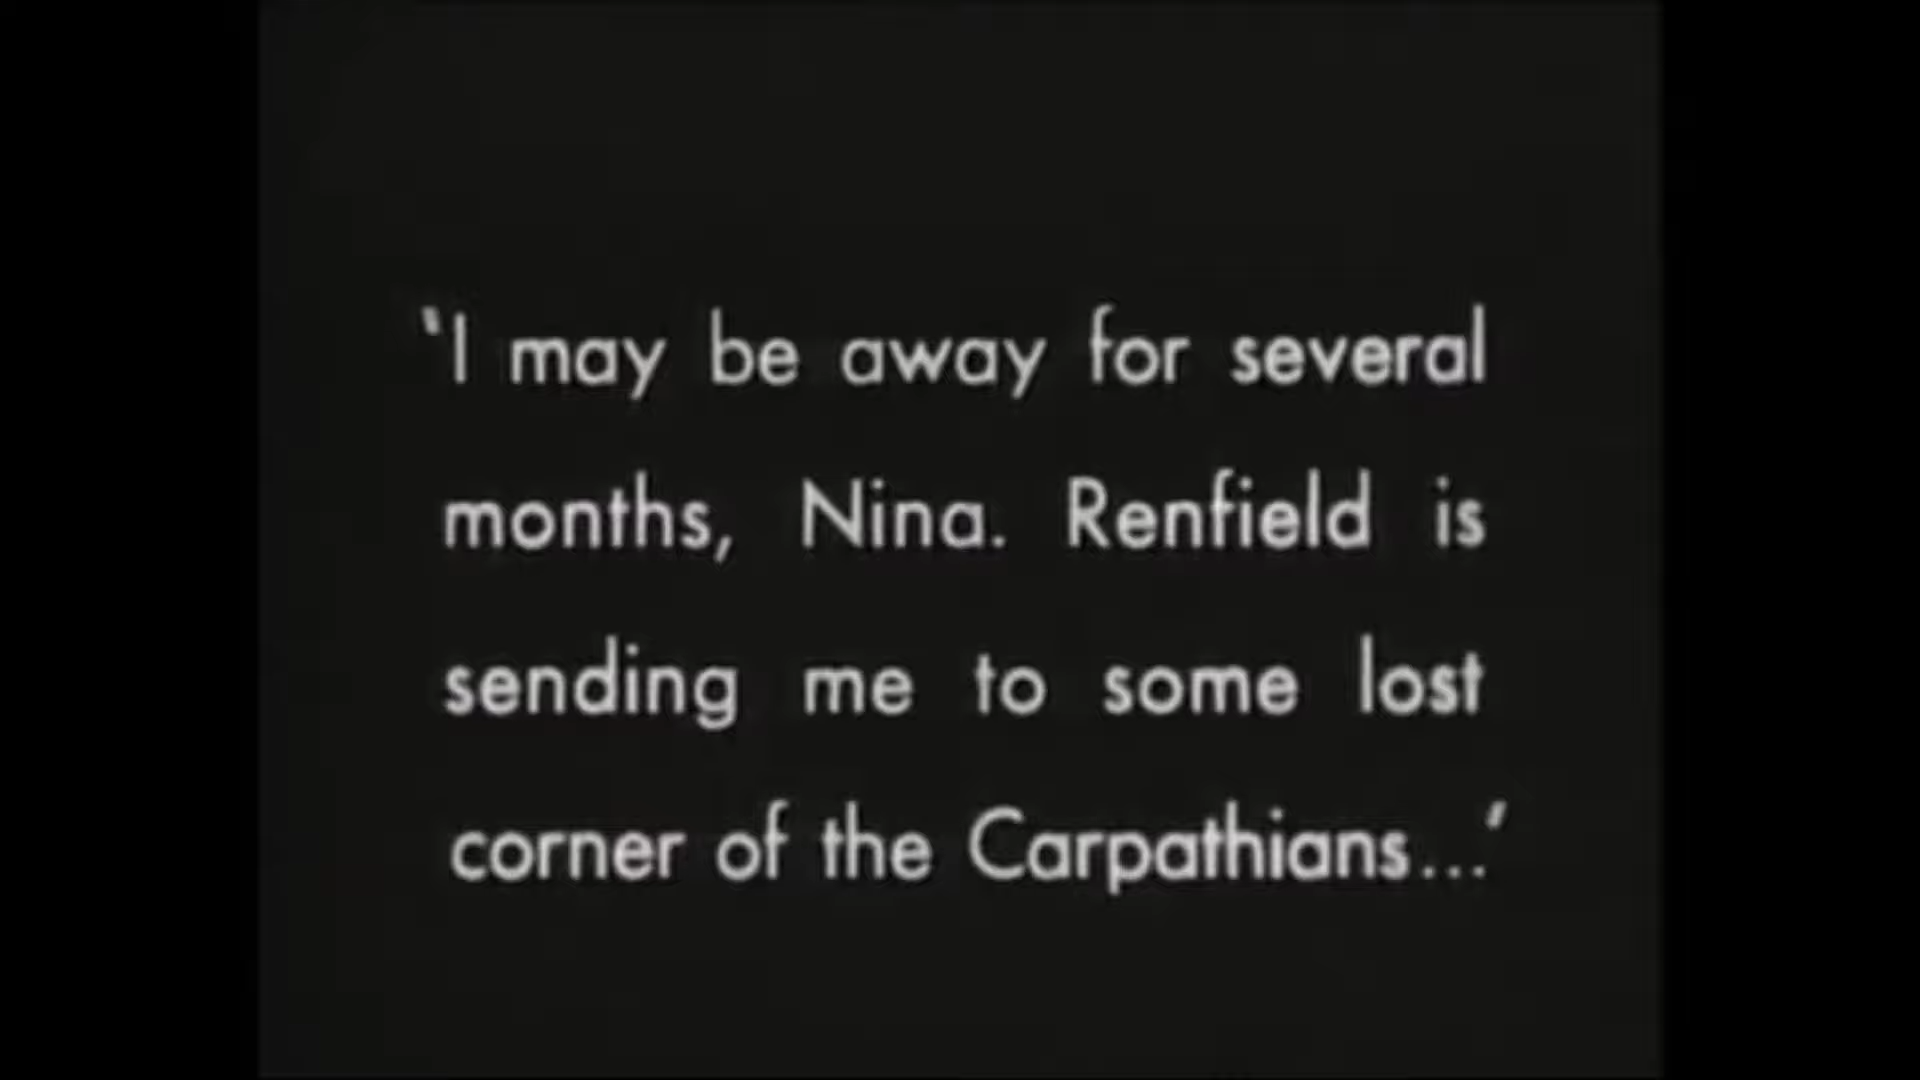 ‘I may be away for several
months, Nina. Renfield is
sending me to some lost
corner of the Carpathians...’